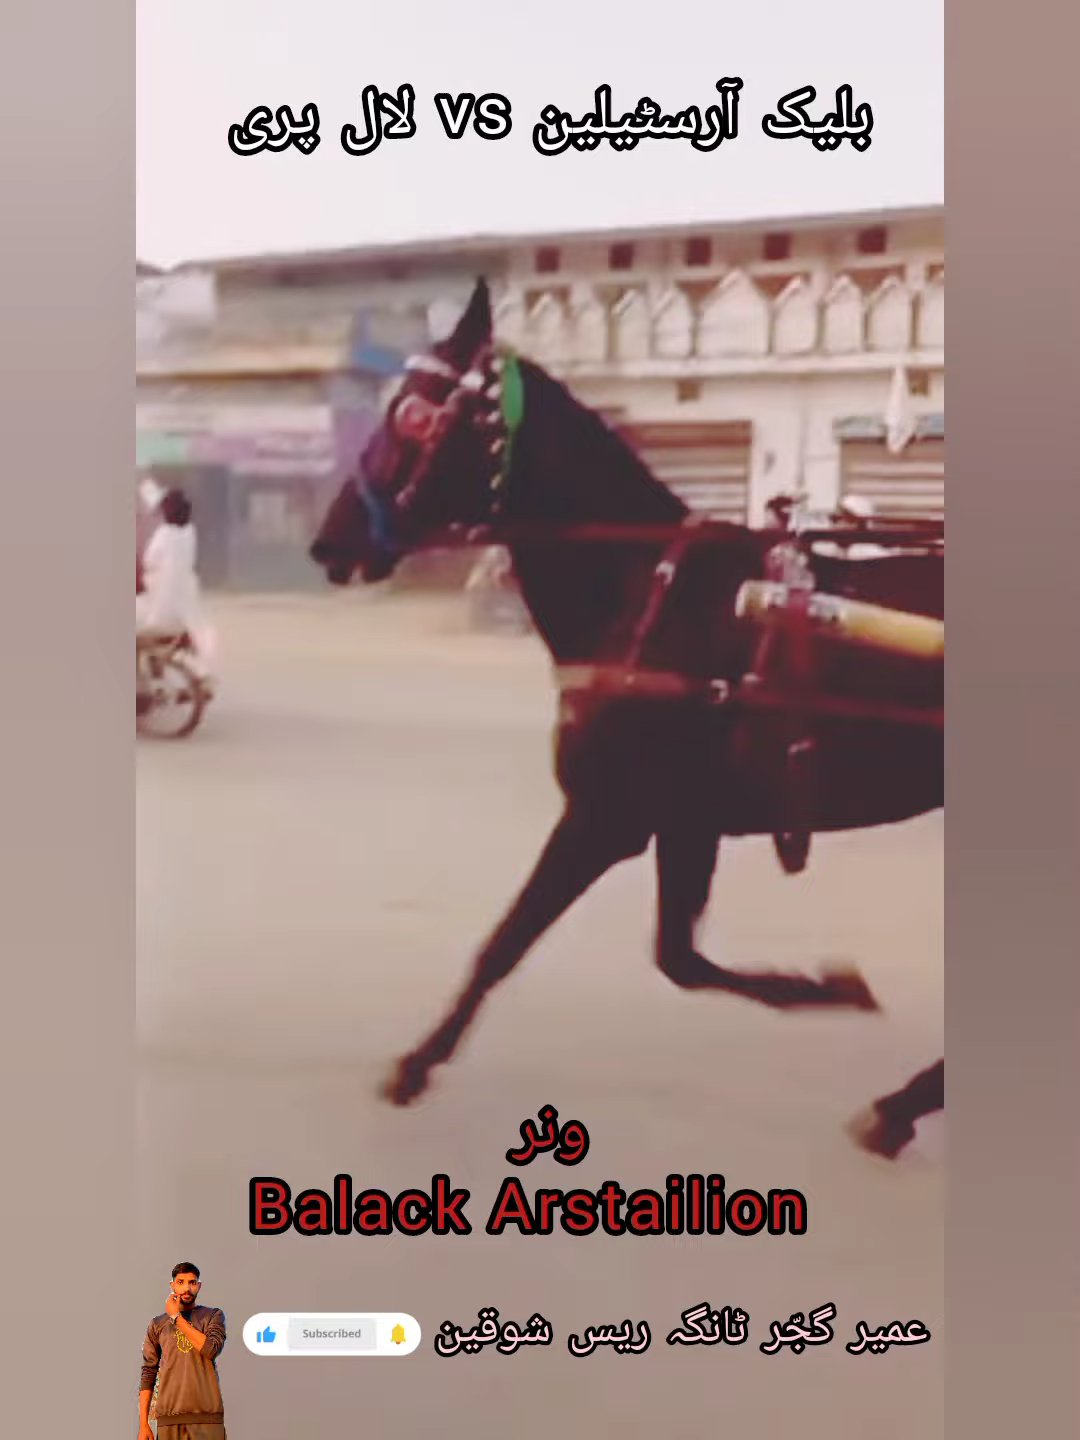 بلیک آرسٹیلین vs لال پری
ونر
Balack Arstailion
Subscribed
عمیر گجّر ٹانگہ ریس شوقین